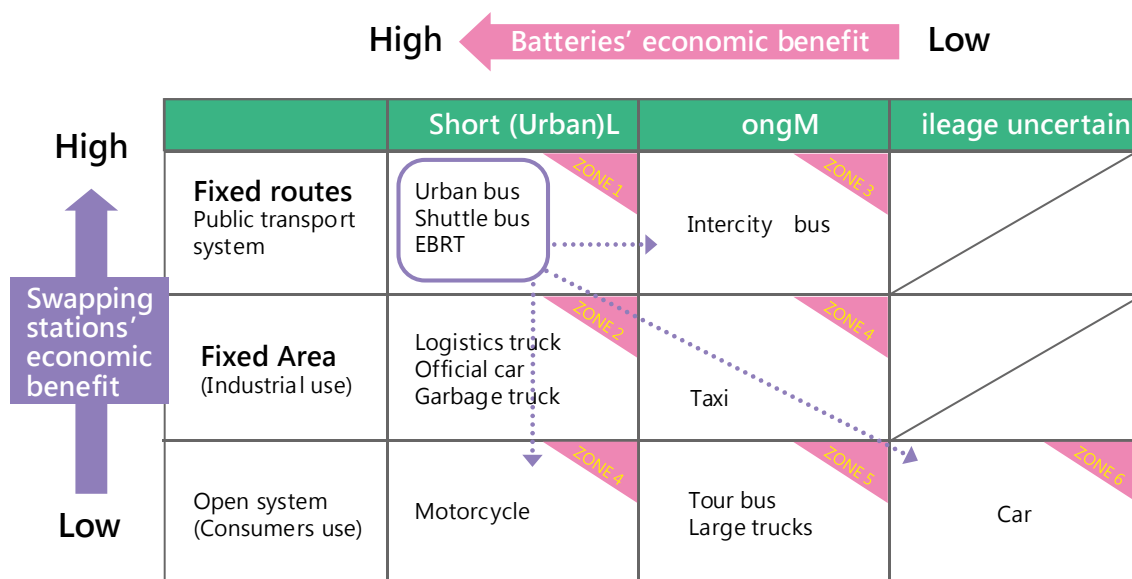 High Batteries' economic benefit Low
Short (Urban)L ongM ileage uncertain
High
Fixed routes
Public transport
system
Urban bus
Shuttle bus
EBRT
ZONE 1
Intercity bus
ZONE 3
Swapping
stations'
economic
benefit
Fixed Area
(Industrial use)
Logistics truck
Official car
Garbage truck
ZONE 2
Taxi
ZONE 4
Low
Open system
(Consumers use)
Motorcycle
ZONE 4
Tour bus
Large trucks
ZONE 5
Car
ZONE 6